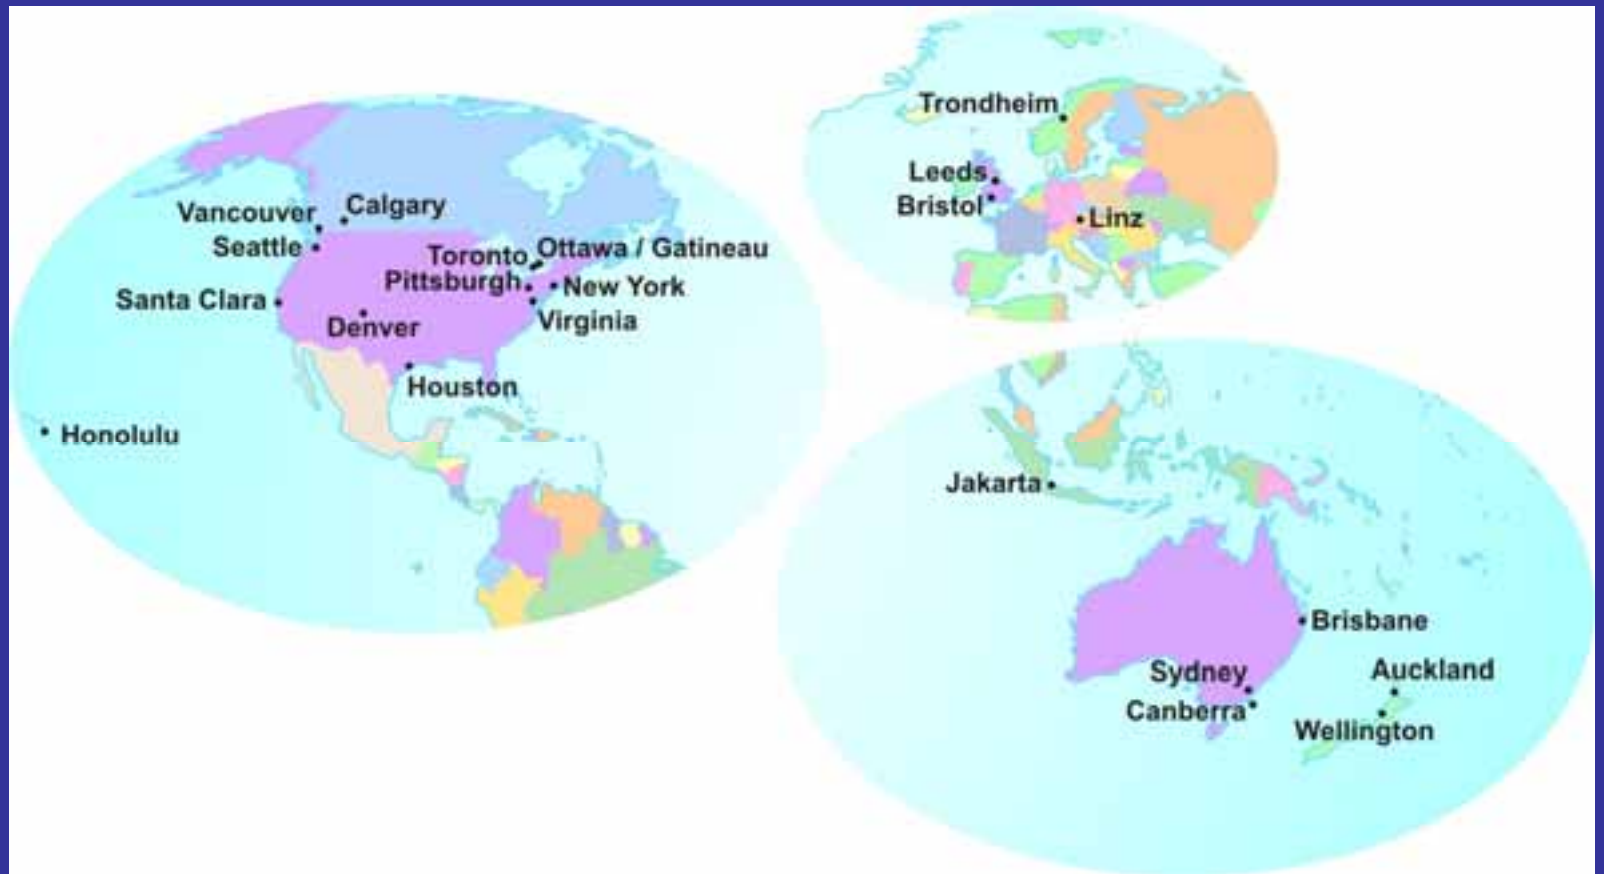 Trondheim
Leeds
Bristol
Linz
Vancouver
Calgary
Seattle
Toronto
Ottawa / Gatineau
Pittsburgh
New York
Santa Clara
Denver
Virginia
Houston
Honolulu
Jakarta
Brisbane
Sydney
Auckland
Canberra
Wellington